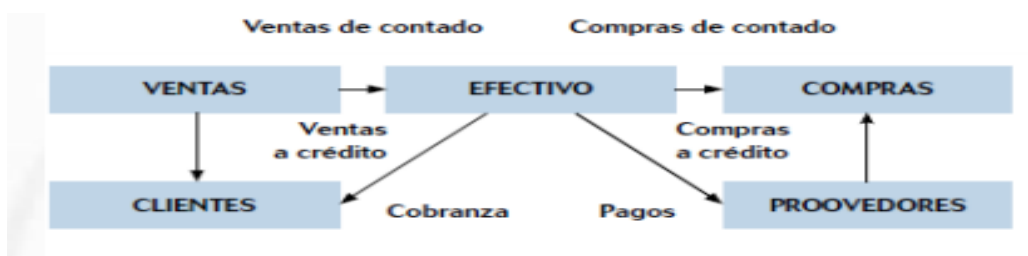 Ventas de contado
Compras de contado
VENTAS
EFECTIVO
COMPRAS
Ventas
a crédito
Compras
a crédito
CLIENTES
Cobranza
Pagos
PROOVEDORES